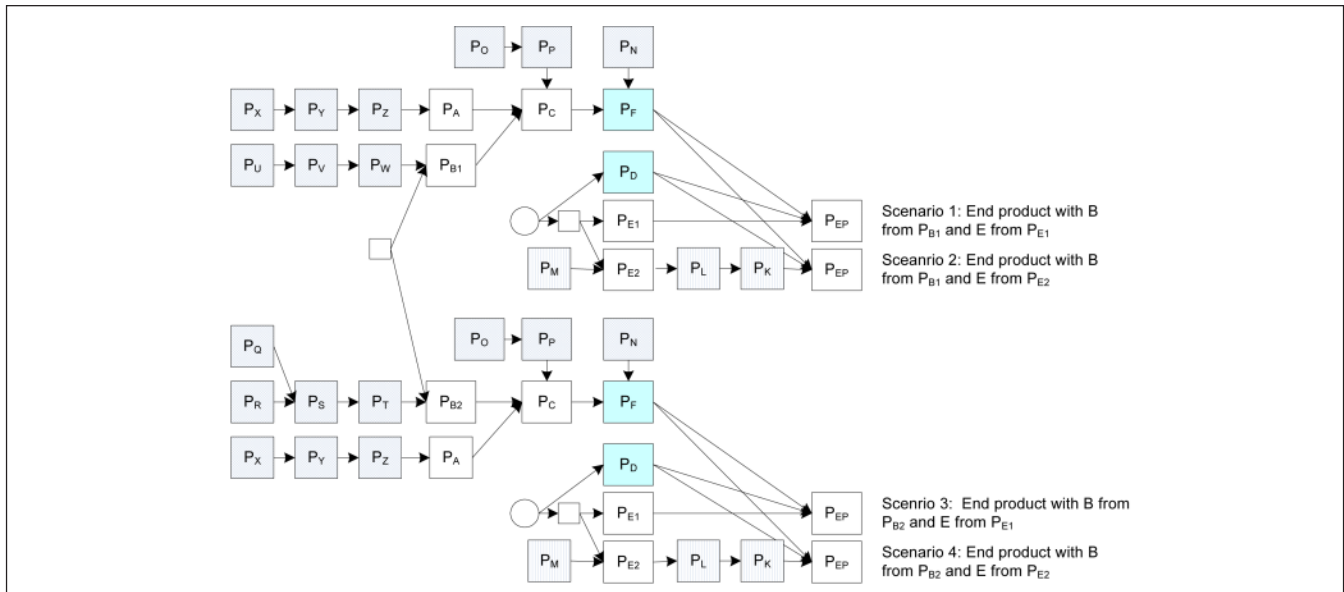 PO PP PN
PX PY PZ PA PC PF
PU PV PW PB1
PD
PE1 PEP Scenario 1: End product with B
from PB1 and E from PE1
PM PE2 PL PK PEP Sceanrio 2: End product with B
from PB1 and E from PE2
PO PP PN
PQ
PR PS PT PB2 PC PF
PX PY PZ PA
PD
PE1 PEP Scenrio 3: End product with B from
PB2 and E from PE1
PM PE2 PL PK PEP Scenario 4: End product with B
from PB2 and E from PE2